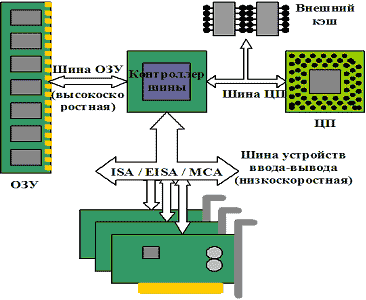 Внешний
кэш
Шина ОЗУ
(высокоско
ростная)
Контроллер
шины
Шина ЦП
ЦП
ОЗУ
ISA / EISA / MCA
Шина устройств
ввода-вывода
(низкоскоростная)